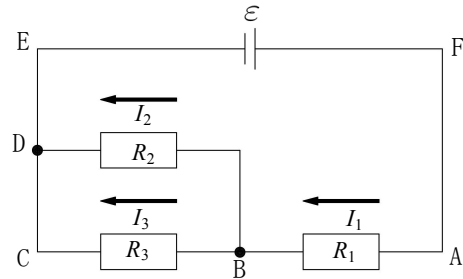 ε
E F
I₂
D R₂
I₃ I₁
C R₃ B R₁ A